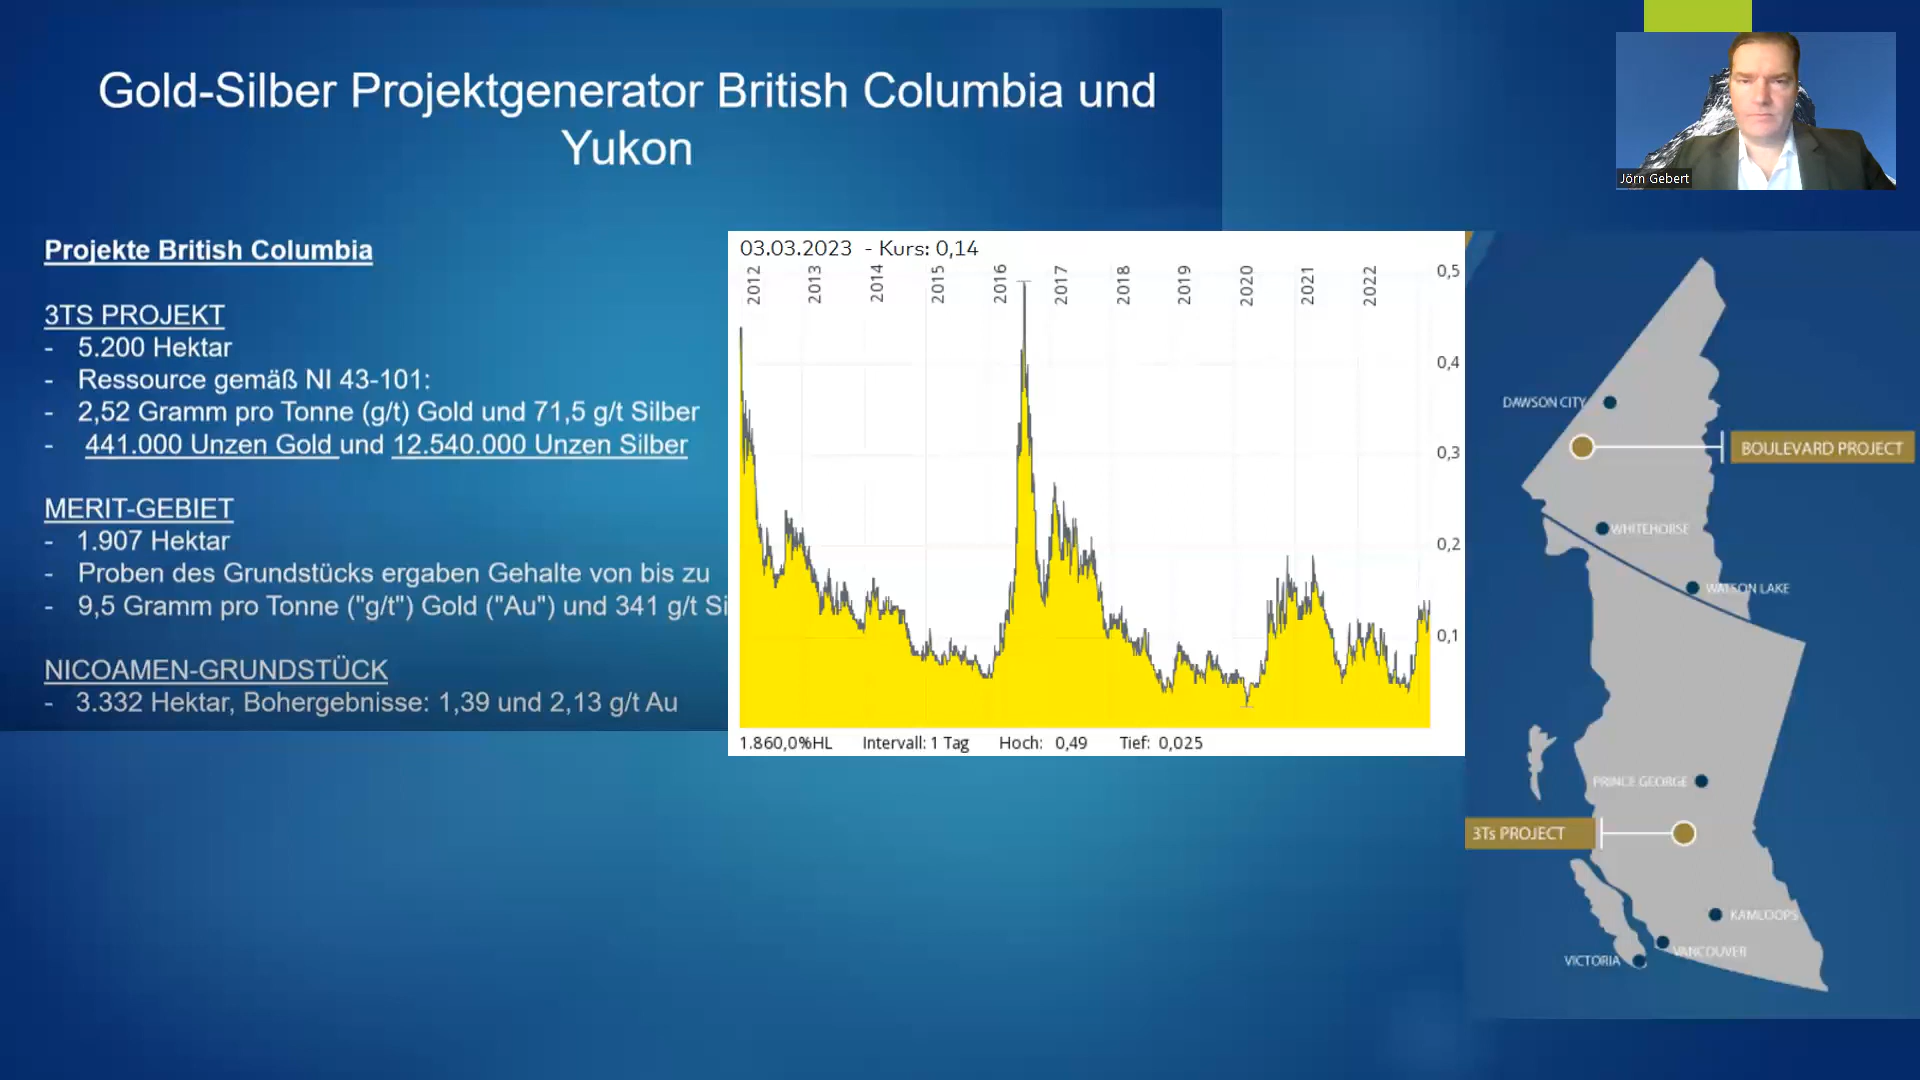 Gold-Silber Projektgenerator British Columbia und
Yukon
Jörn Gebert
Projekte British Columbia
3TS PROJEKT
- 5.200 Hektar
- Ressource gemäß NI 43-101:
- 2,52 Gramm pro Tonne (g/t) Gold und 71,5 g/t Silber
- 441.000 Unzen Gold und 12.540.000 Unzen Silber
MERIT-GEBIET
- 1.907 Hektar
- Proben des Grundstücks ergaben Gehalte von bis zu
- 9,5 Gramm pro Tonne ("g/t") Gold ("Au") und 341 g/t Si
NICOAMEN-GRUNDSTÜCK
- 3.332 Hektar, Bohergebnisse: 1,39 und 2,13 g/t Au
03.03.2023 - Kurs: 0,14
2012 2013 2014 2015 2016 2017 2018 2019 2020 2021 2022
0,5
0,4
0,3
0,2
0,1
1.860,0%HL Intervall: 1 Tag Hoch: 0,49 Tief: 0,025
DAWSON CITY
BOULEVARD PROJECT
WHITEHORSE
WATSON LAKE
PRINCE GEORGE
3Ts PROJECT
KAMLOOPS
VANCOUVER
VICTORIA